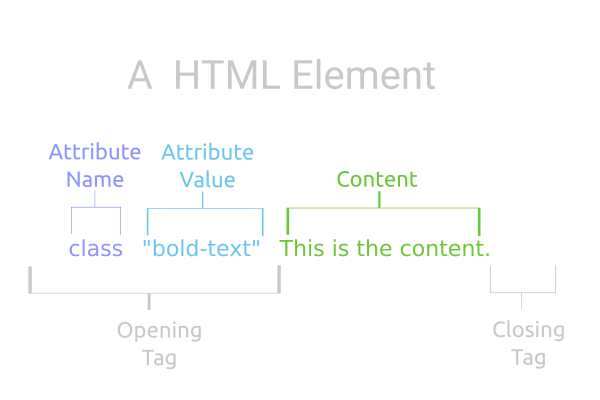 A HTML Element
Attribute Name
Attribute Value
Content
class "bold-text" This is the content.
Opening Tag
Closing Tag